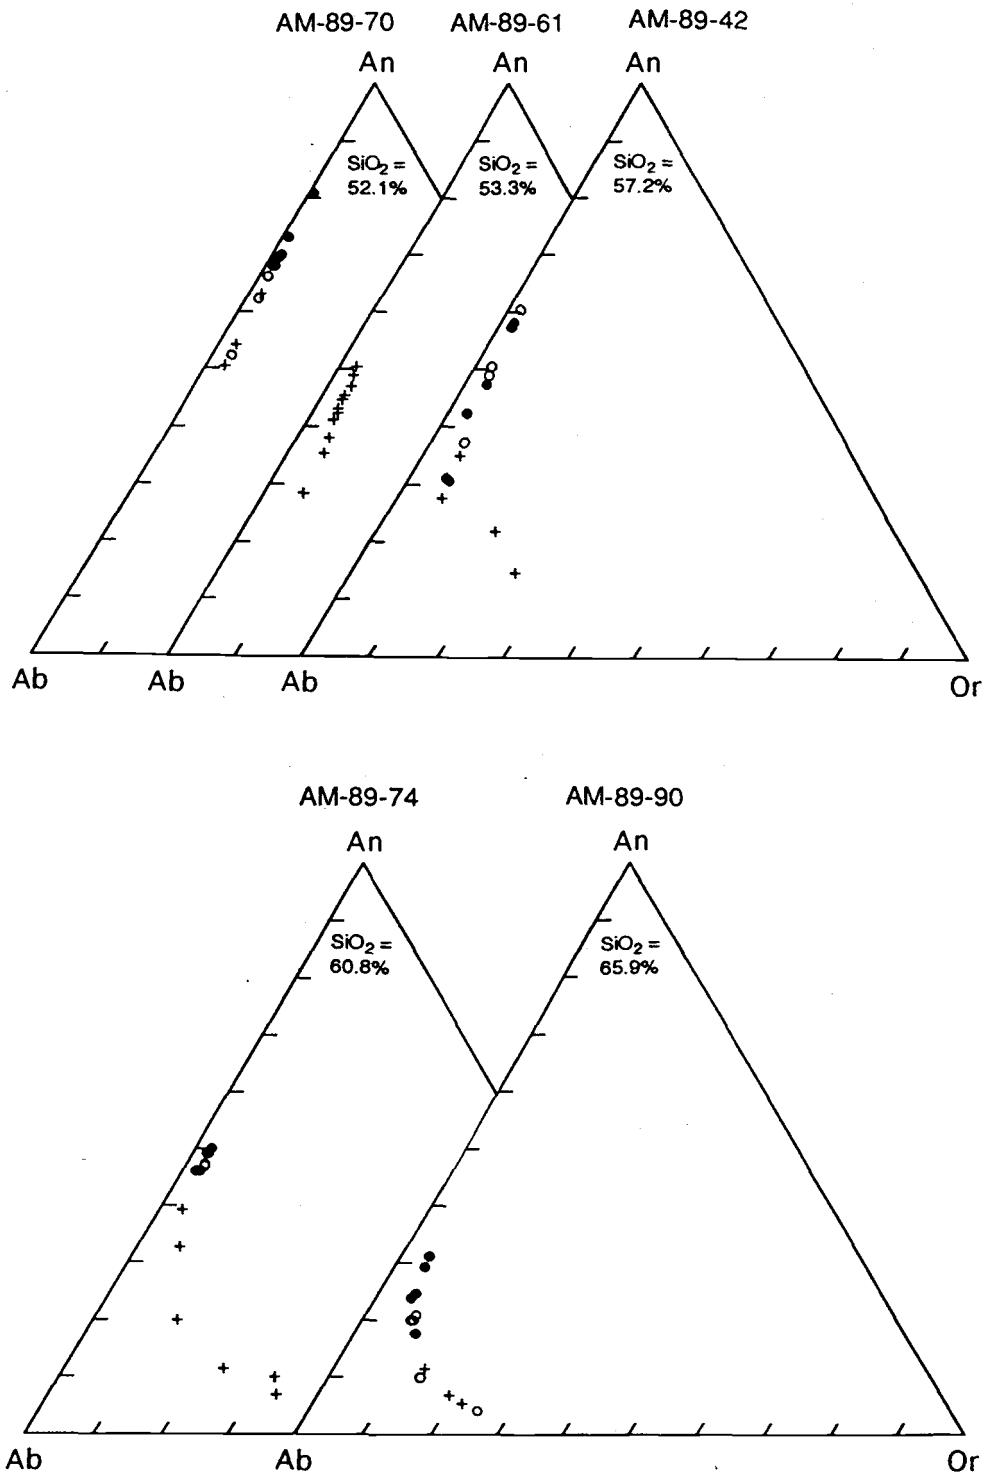 AM-89-70 AM-89-61 AM-89-42
An An An
SiO2 = SiO2 = SiO2 =
52.1% 53.3% 57.2%
Ab Ab Ab Or
AM-89-74 AM-89-90
An An
SiO2 = SiO2 =
60.8% 65.9%
Ab Ab Or